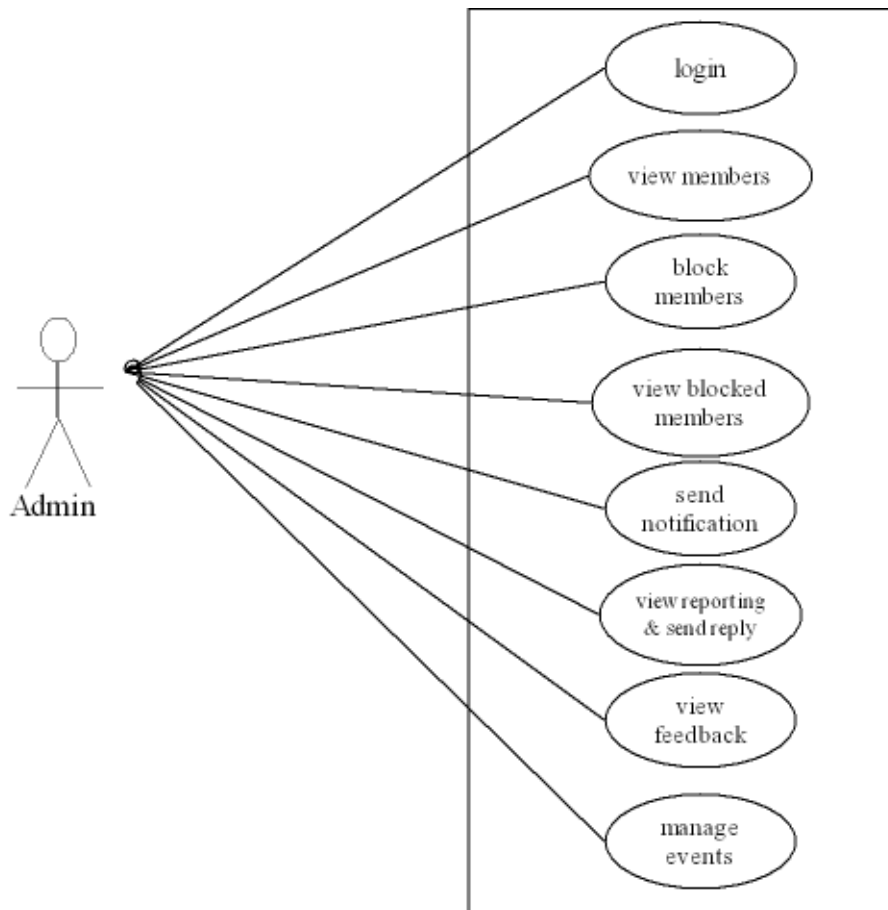 login
view members
block
members
view blocked
members
send
notification
view reporting
& send reply
view
feedback
manage
events
Admin